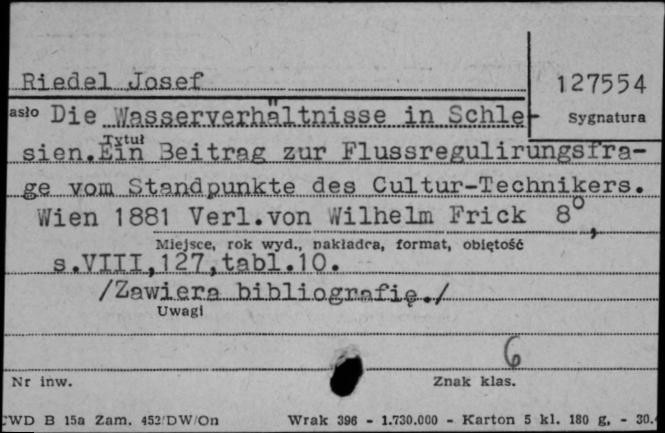 Riedel Josef
127554
asło Die Wasserverhältnisse in Schle-
Sygnatura
Tytuł
sien.Ein Beitrag zur Flussregulirungsfra-
ge vom Standpunkte des Cultur-Technikers.
Wien 1881 Verl.von Wilhelm Frick 8⁰,
Miejsce, rok wyd., nakładca, format, objętość
s.VIII,127,tabl.10.
/Zawiera bibliografię./
Uwagi
6
Nr inw.
Znak klas.
CWD B 15a Zam. 452/DW/On Wrak 396 - 1.730.000 - Karton 5 kl. 180 g, - 30.